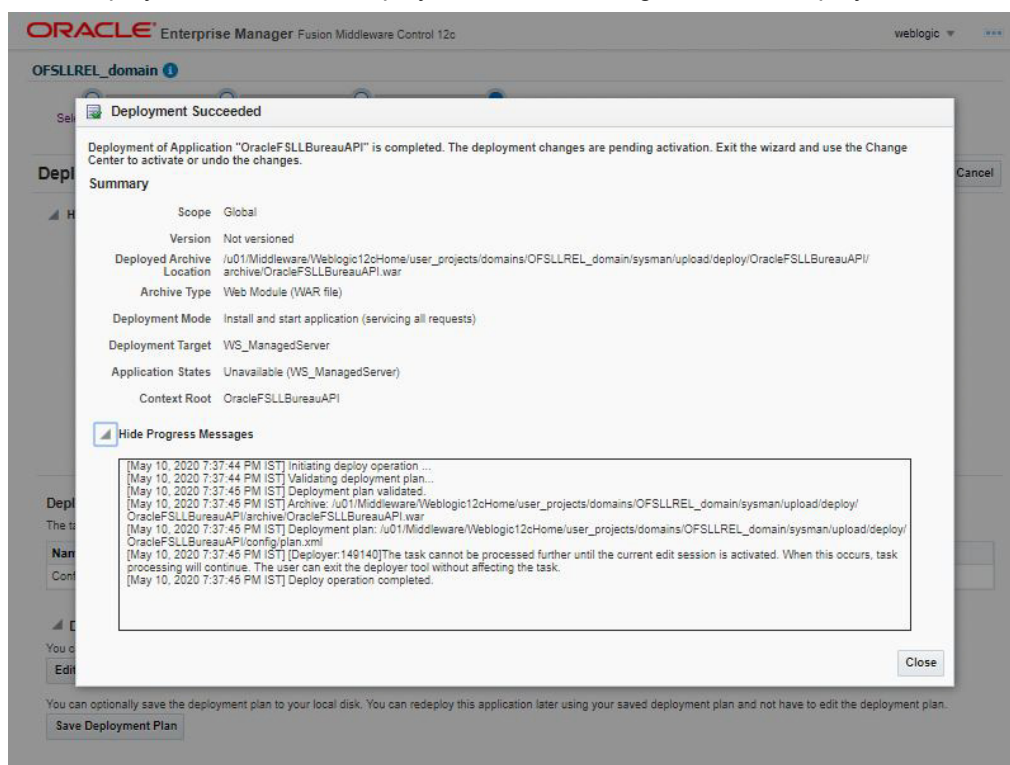 ORACLE Enterprise Manager Fusion Middleware Control 12c
weblogic
OFSLLREL_domain
Sel
Deployment Succeeded
Deployment of Application "OracleFSLLBureauAPI" is completed. The deployment changes are pending activation. Exit the wizard and use the Change
Center to activate or undo the changes.
Depl
Cancel
Summary
H
Scope Global
Version Not versioned
Deployed Archive Location /u01/Middleware/Weblogic12cHome/user_projects/domains/OFSLLREL_domain/sysman/upload/deploy/OracleFSLLBureauAPI/
archive/OracleFSLLBureauAPI.war
Archive Type Web Module (WAR file)
Deployment Mode Install and start application (servicing all requests)
Deployment Target WS_ManagedServer
Application States Unavailable (WS_ManagedServer)
Context Root OracleFSLLBureauAPI
Hide Progress Messages
[May 10, 2020 7:37:44 PM IST] Initiating deploy operation ...
[May 10, 2020 7:37:44 PM IST] Validating deployment plan...
[May 10, 2020 7:37:45 PM IST] Deployment plan validated.
[May 10, 2020 7:37:45 PM IST] Archive: /u01/Middleware/Weblogic12cHome/user_projects/domains/OFSLLREL_domain/sysman/upload/deploy/
OracleFSLLBureauAPI/archive/OracleFSLLBureauAPI.war
[May 10, 2020 7:37:45 PM IST] Deployment plan: /u01/Middleware/Weblogic12cHome/user_projects/domains/OFSLLREL_domain/sysman/upload/deploy/
OracleFSLLBureauAPI/config/plan.xml
[May 10, 2020 7:37:45 PM IST] [Deployer:149140]The task cannot be processed further until the current edit session is activated. When this occurs, task
processing will continue. The user can exit the deployer tool without affecting the task.
[May 10, 2020 7:37:45 PM IST] Deploy operation completed.
Depl
The ta
Nam
Conf
You c
Edit
Close
You can optionally save the deployment plan to your local disk. You can redeploy this application later using your saved deployment plan and not have to edit the deployment plan.
Save Deployment Plan